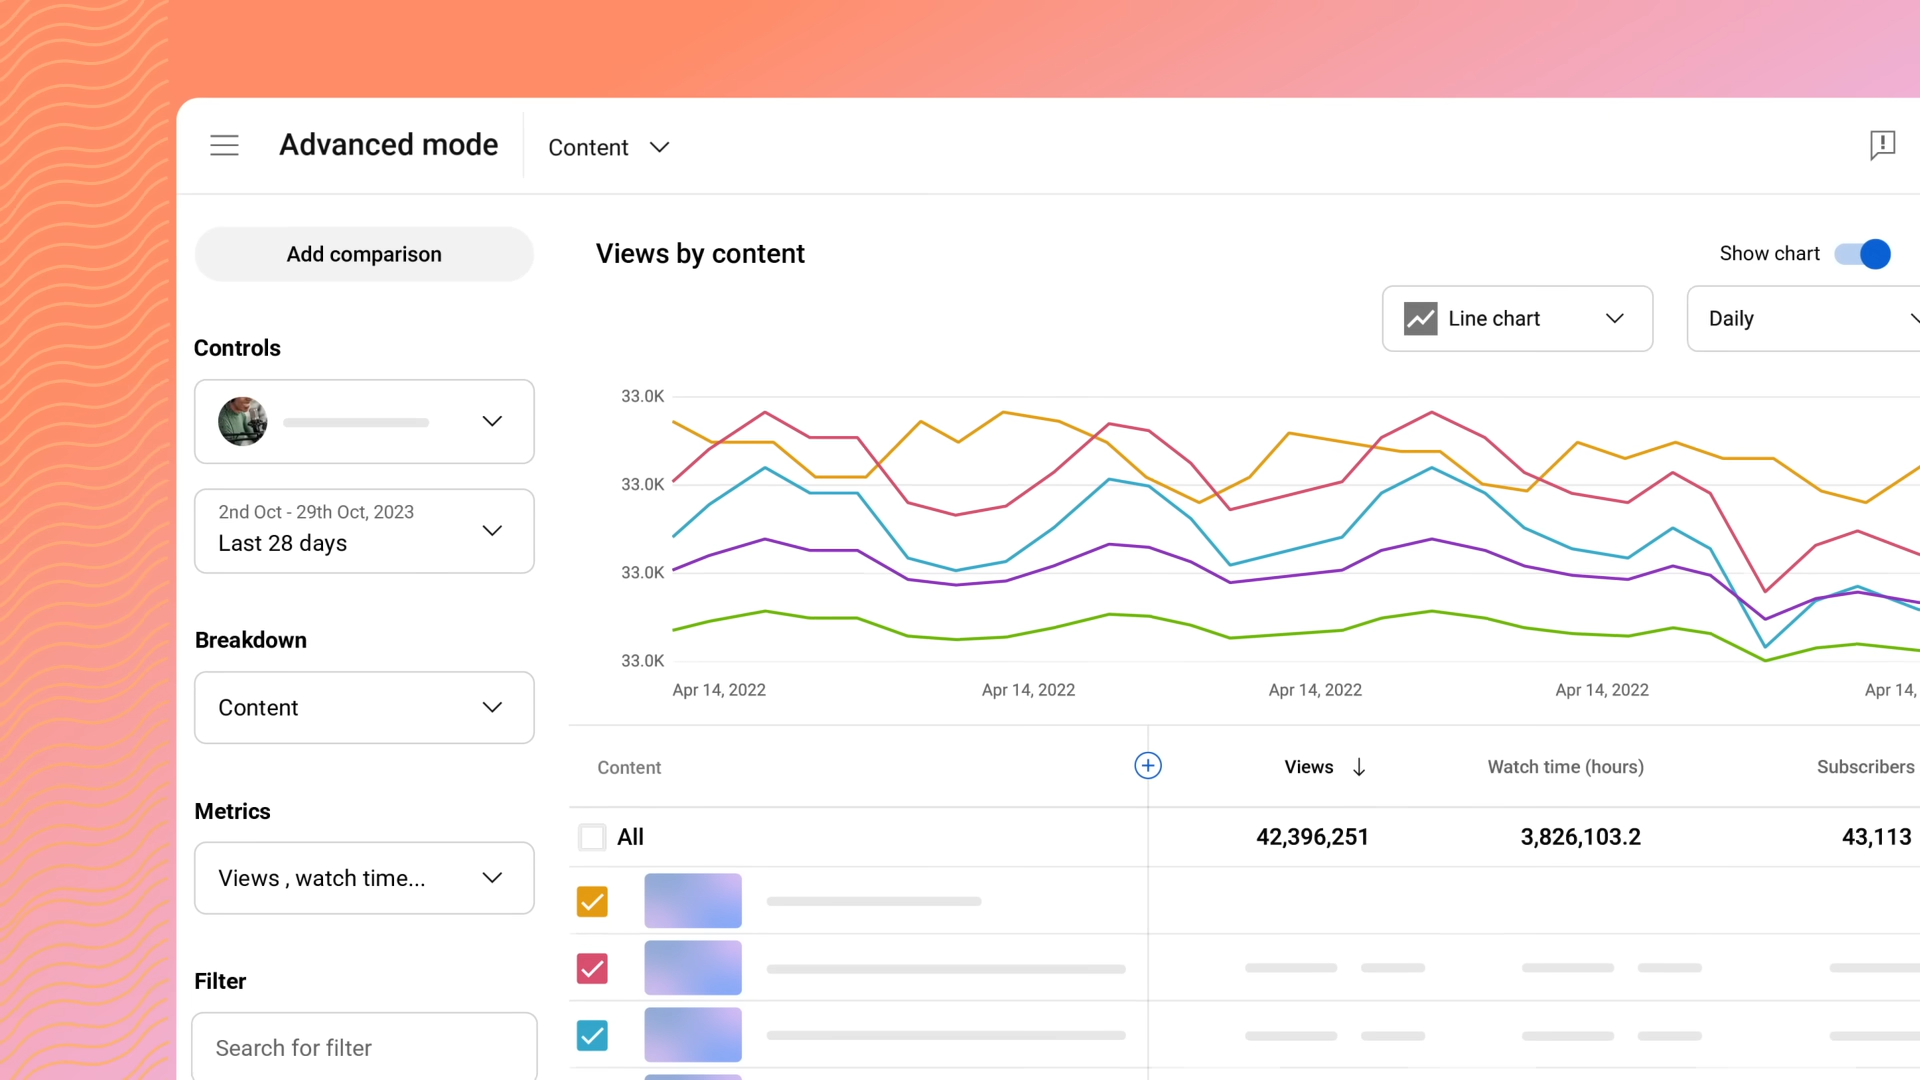 Advanced mode
Content
Add comparison
Controls
2nd Oct - 29th Oct, 2023
Last 28 days
Breakdown
Content
Metrics
Views , watch time...
Filter
Search for filter
Views by content
Show chart
Line chart
Daily
33.0K
33.0K
33.0K
33.0K
Apr 14, 2022
Apr 14, 2022
Apr 14, 2022
Apr 14, 2022
Apr 14,
Content
Views
Watch time (hours)
Subscribers
All
42,396,251
3,826,103.2
43,113